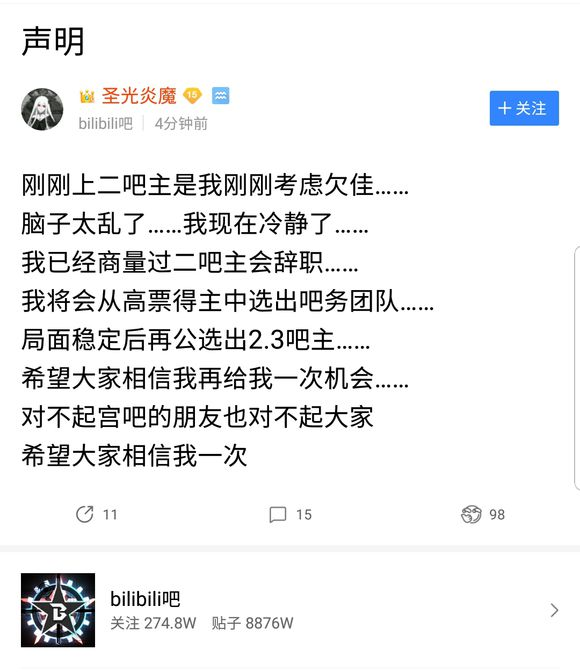 声明
圣光炎魔 15
bilibili吧 4分钟前
+ 关注
刚刚上二吧主是我刚刚考虑欠佳……
脑子太乱了……我现在冷静了……
我已经商量过二吧主会辞职……
我将会从高票得主中选出吧务团队……
局面稳定后再公选出2.3吧主……
希望大家相信我再给我一次机会……
对不起宫吧的朋友也对不起大家
希望大家相信我一次
11 15 98
bilibili吧
关注 274.8W 贴子 8876W